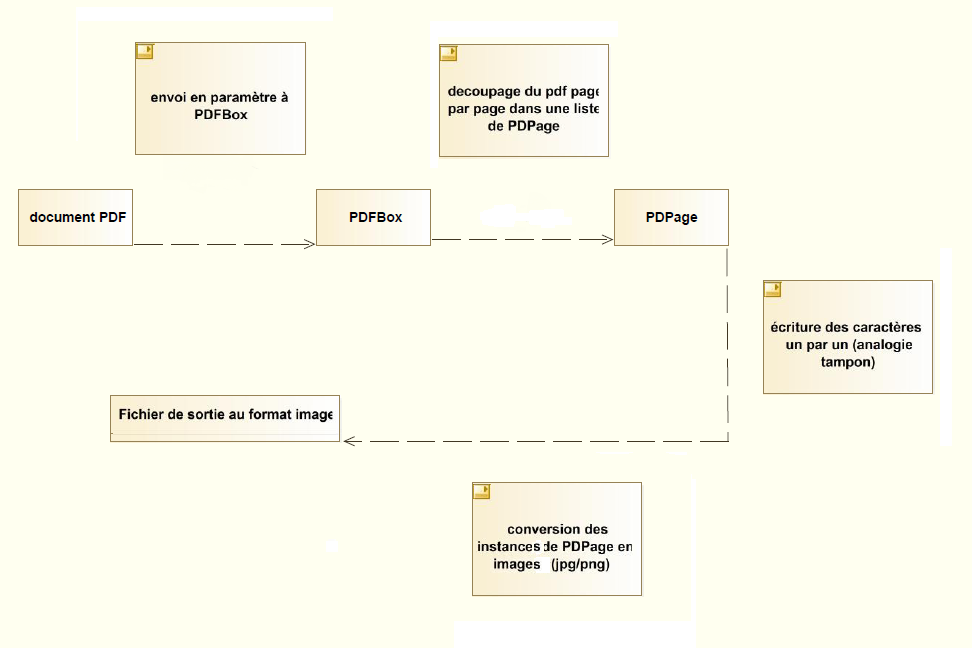 envoi en paramètre à
PDFBox
decoupage du pdf page
par page dans une liste
de PDPage
document PDF
PDFBox
PDPage
écriture des caractères
un par un (analogie
tampon)
Fichier de sortie au format image
conversion des
instances de PDPage en
images (jpg/png)